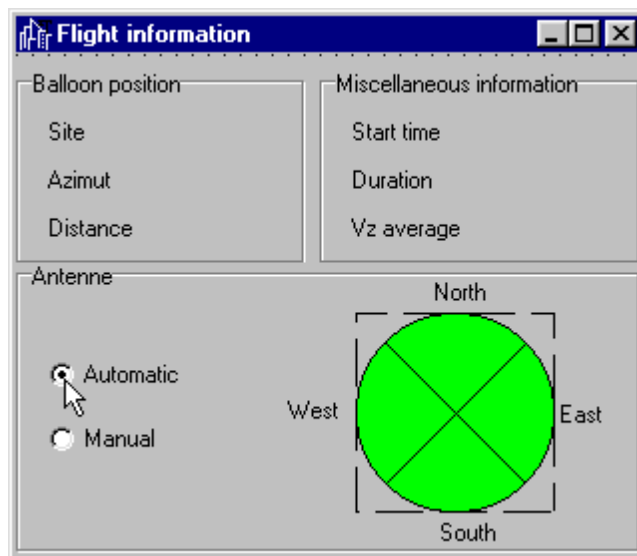 Flight information
Balloon position
Site
Azimut
Distance
Miscellaneous information
Start time
Duration
Vz average
Antenne
Automatic
Manual
North
West
East
South